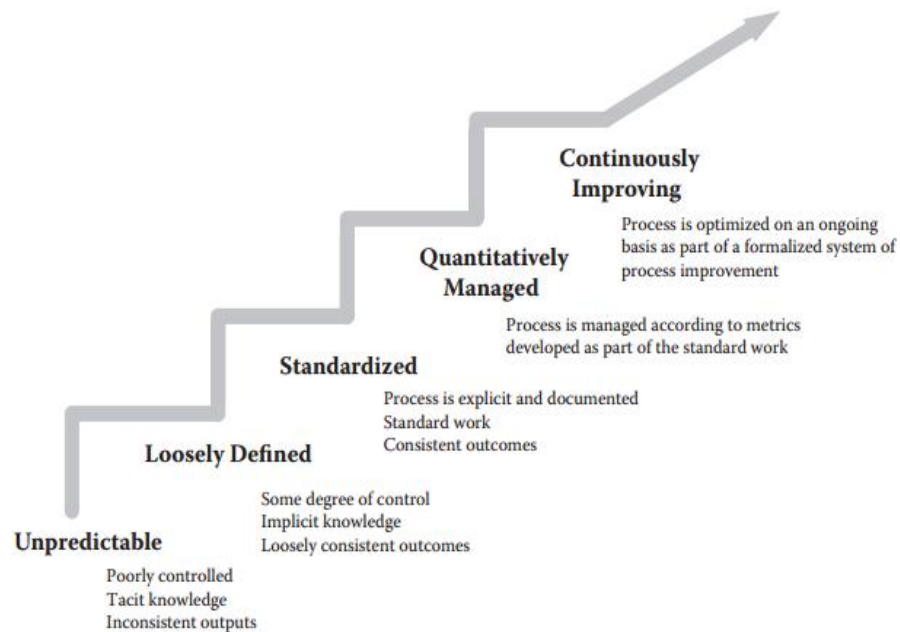 Continuously
Improving
Process is optimized on an ongoing
basis as part of a formalized system of
process improvement
Quantitatively
Managed
Process is managed according to metrics
developed as part of the standard work
Standardized
Process is explicit and documented
Standard work
Consistent outcomes
Loosely Defined
Some degree of control
Implicit knowledge
Loosely consistent outcomes
Unpredictable
Poorly controlled
Tacit knowledge
Inconsistent outputs